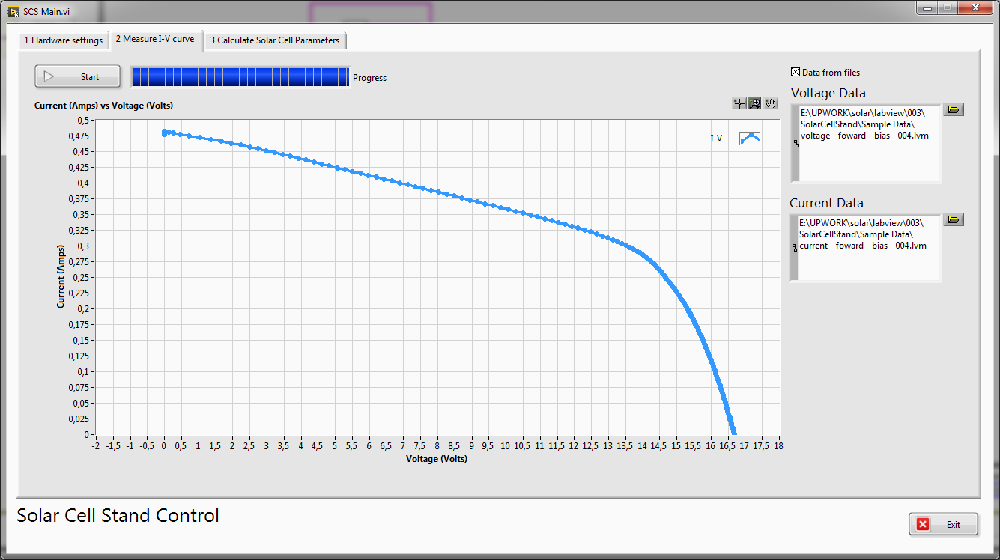 SCS Main.vi
1 Hardware settings
2 Measure I-V curve
3 Calculate Solar Cell Parameters
Start
Progress
Data from files
Voltage Data
E:\UPWORK\solar\labview\003\
SolarCellStand\Sample Data\
voltage - foward - bias - 004.lvm
Current Data
E:\UPWORK\solar\labview\003\
SolarCellStand\Sample Data\
current - foward - bias - 004.lvm
Current (Amps) vs Voltage (Volts)
I-V
Current (Amps)
0,5
0,475
0,45
0,425
0,4
0,375
0,35
0,325
0,3
0,275
0,25
0,225
0,2
0,175
0,15
0,125
0,1
0,075
0,05
0,025
0
-2 -1,5 -1 -0,5 0 0,5 1 1,5 2 2,5 3 3,5 4 4,5 5 5,5 6 6,5 7 7,5 8 8,5 9 9,5 10 10,5 11 11,5 12 12,5 13 13,5 14 14,5 15 15,5 16 16,5 17 17,5 18
Voltage (Volts)
Solar Cell Stand Control
Exit